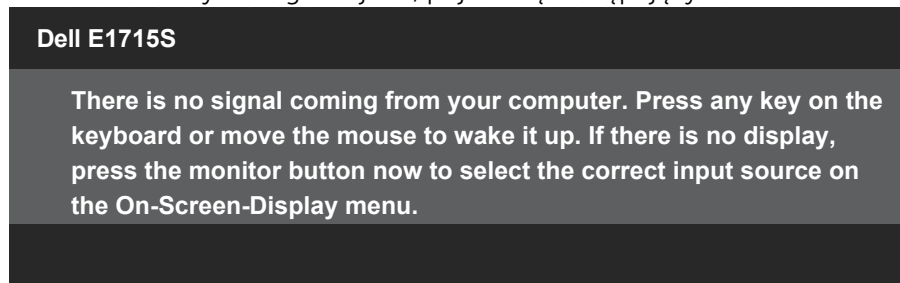 Dell E1715S
There is no signal coming from your computer. Press any key on the
keyboard or move the mouse to wake it up. If there is no display,
press the monitor button now to select the correct input source on
the On-Screen-Display menu.